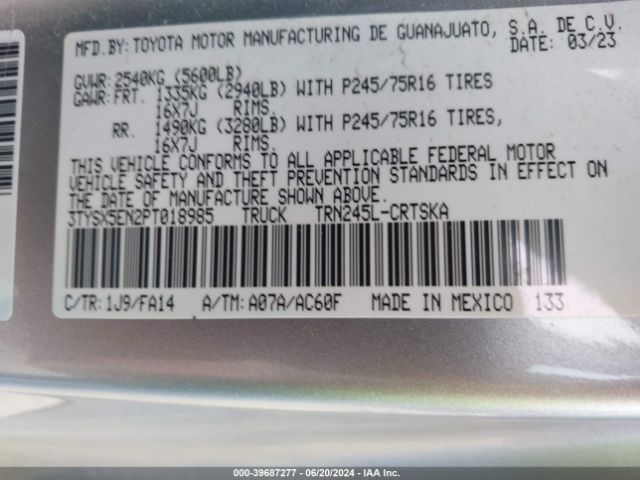 MFD.BY: TOYOTA MOTOR MANUFACTURING DE GUANAJUATO, S.A. DE C.V.
DATE: 03/23
GVWR: 2540KG (5600LB)
GAWR: FRT. 1335KG (2940LB) WITH P245/75R16 TIRES
16X7J RIMS.
RR. 1490KG (3280LB) WITH P245/75R16 TIRES,
16X7J RIMS.
THIS VEHICLE CONFORMS TO ALL APPLICABLE FEDERAL MOTOR
VEHICLE SAFETY AND THEFT PREVENTION STANDARDS IN EFFECT ON
THE DATE OF MANUFACTURE SHOWN ABOVE.
3TYSX5EN2PT018985 TRUCK TRN245L-CRTSKA
C/TR: 1J9/FA14 A/TM: A07A/AC60F MADE IN MEXICO 133
000-39687277 - 06/20/2024 - IAA Inc.